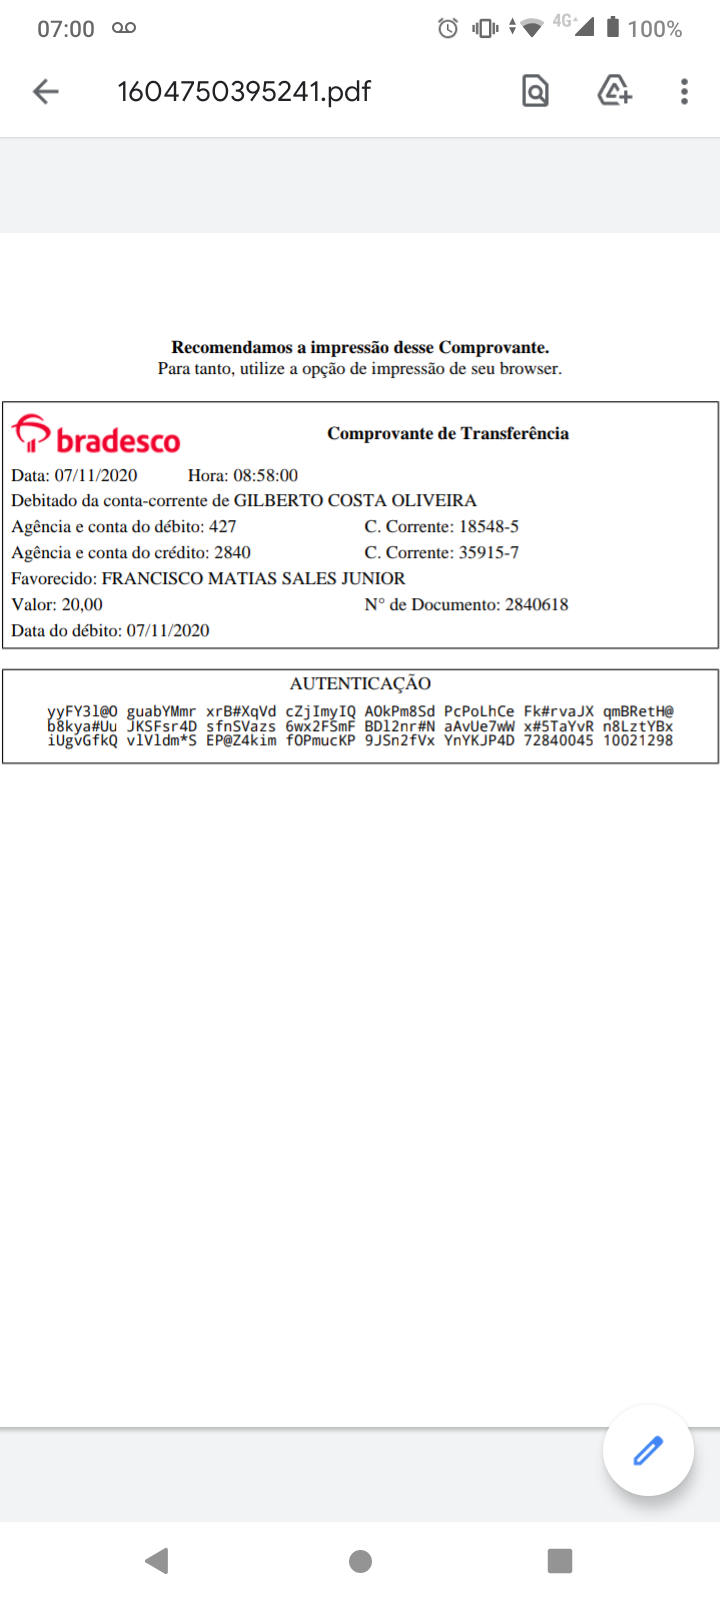 07:00 4G 100%
1604750395241.pdf
Recomendamos a impressão desse Comprovante.
Para tanto, utilize a opção de impressão de seu browser.
bradesco Comprovante de Transferência
Data: 07/11/2020 Hora: 08:58:00
Debitado da conta-corrente de GILBERTO COSTA OLIVEIRA
Agência e conta do débito: 427 C. Corrente: 18548-5
Agência e conta do crédito: 2840 C. Corrente: 35915-7
Favorecido: FRANCISCO MATIAS SALES JUNIOR
Valor: 20,00 N° de Documento: 2840618
Data do débito: 07/11/2020
AUTENTICAÇÃO
yyFY3l@O guabYMmr xrB#XqVd cZjImyIQ AOkPm8Sd PcPoLhCe Fk#rvaJX qmBRetH@
b8kya#Uu JKSFsr4D sfnSVazs 6wx2FSmF BDl2nr#N aAvUe7wW x#5TaYvR n8LztYBx
iUgvGfkQ vlVldm*S EP@Z4kim fOPmucKP 9JSn2fVx YnYKJP4D 72840045 10021298